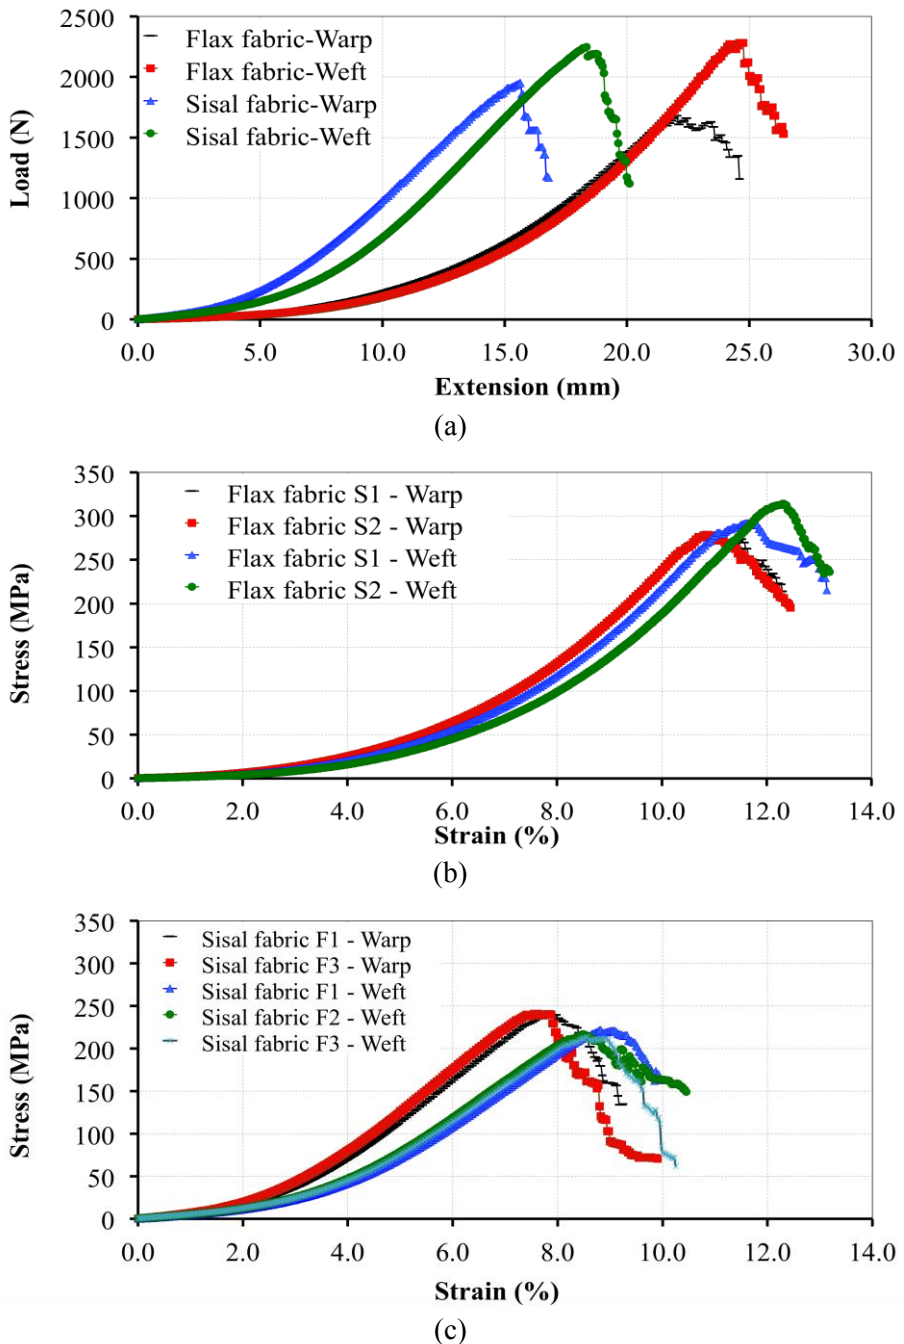 2500
2000
1500
1000
500
0
Load (N)
Flax fabric-Warp
Flax fabric-Weft
Sisal fabric-Warp
Sisal fabric-Weft
0.0 5.0 10.0 15.0 20.0 25.0 30.0
Extension (mm)
(a)
350
300
250
200
150
100
50
0
Stress (MPa)
Flax fabric S1 - Warp
Flax fabric S2 - Warp
Flax fabric S1 - Weft
Flax fabric S2 - Weft
0.0 2.0 4.0 6.0 8.0 10.0 12.0 14.0
Strain (%)
(b)
350
300
250
200
150
100
50
0
Stress (MPa)
Sisal fabric F1 - Warp
Sisal fabric F3 - Warp
Sisal fabric F1 - Weft
Sisal fabric F2 - Weft
Sisal fabric F3 - Weft
0.0 2.0 4.0 6.0 8.0 10.0 12.0 14.0
Strain (%)
(c)